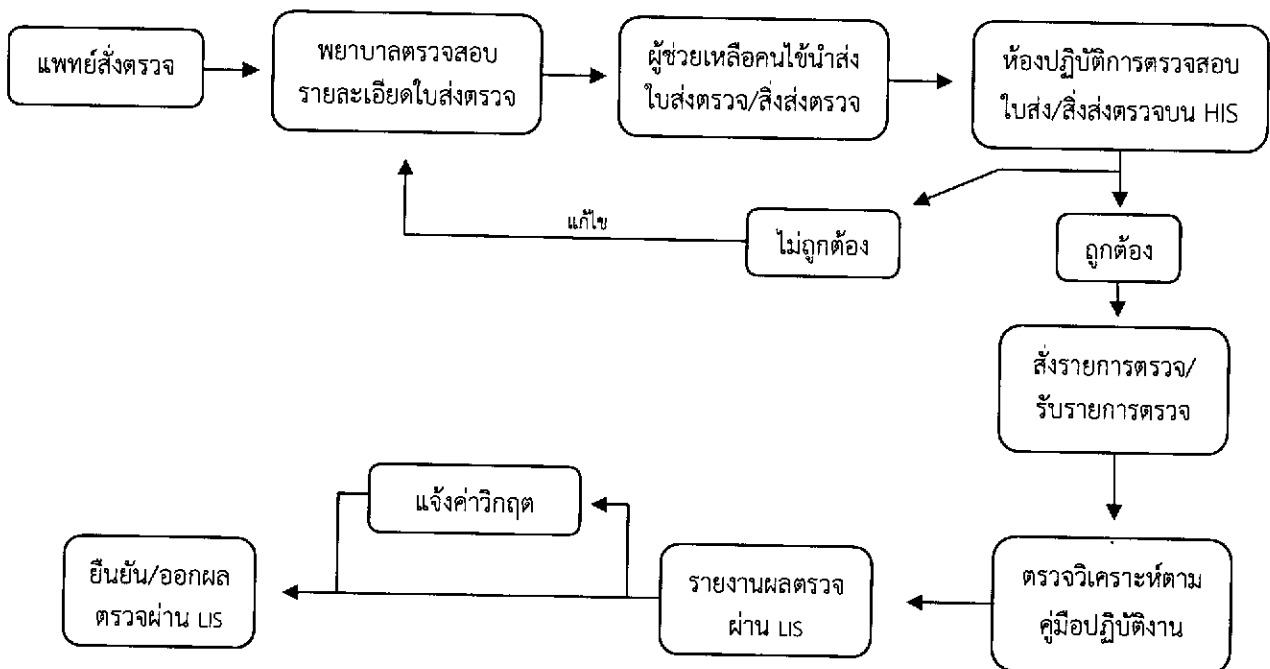 แพทย์สั่งตรวจ
พยาบาลตรวจสอบ
รายละเอียดใบส่งตรวจ
ผู้ช่วยเหลือคนไข้นำส่ง
ใบส่งตรวจ/สิ่งส่งตรวจ
ห้องปฏิบัติการตรวจสอบ
ใบส่ง/สิ่งส่งตรวจบน HIS
แก้ไข
ไม่ถูกต้อง
ถูกต้อง
สั่งรายการตรวจ/
รับรายการตรวจ
ตรวจวิเคราะห์ตาม
คู่มือปฏิบัติงาน
รายงานผลตรวจ
ผ่าน LIS
แจ้งค่าวิกฤต
ยืนยัน/ออกผล
ตรวจผ่าน LIS